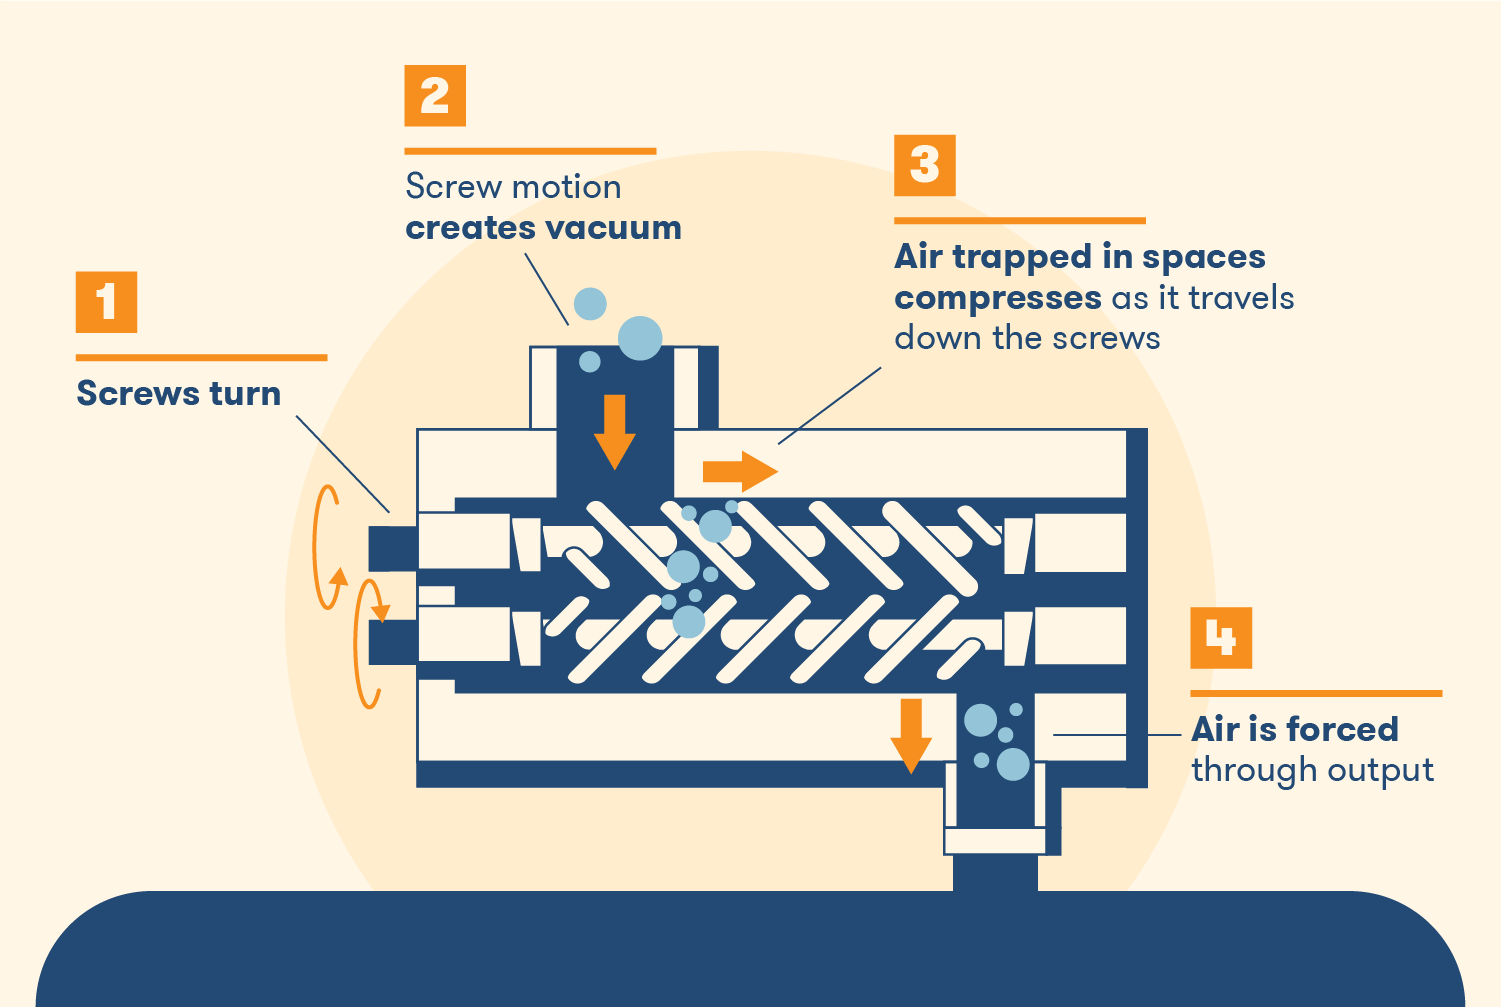 1
Screws turn
2
Screw motion
creates vacuum
3
Air trapped in spaces
compresses as it travels
down the screws
4
Air is forced
through output